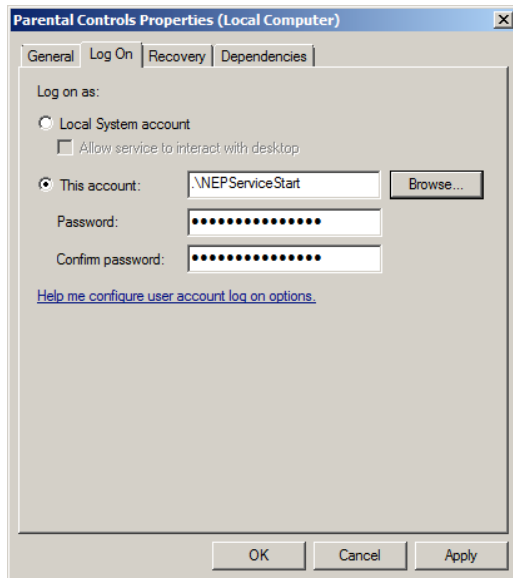 Parental Controls Properties (Local Computer)
General Log On Recovery Dependencies
Log on as:
Local System account
Allow service to interact with desktop
This account: .\NEPServiceStart Browse...
Password: ●●●●●●●●●●●●●●●
Confirm password: ●●●●●●●●●●●●●●●
Help me configure user account log on options.
OK Cancel Apply